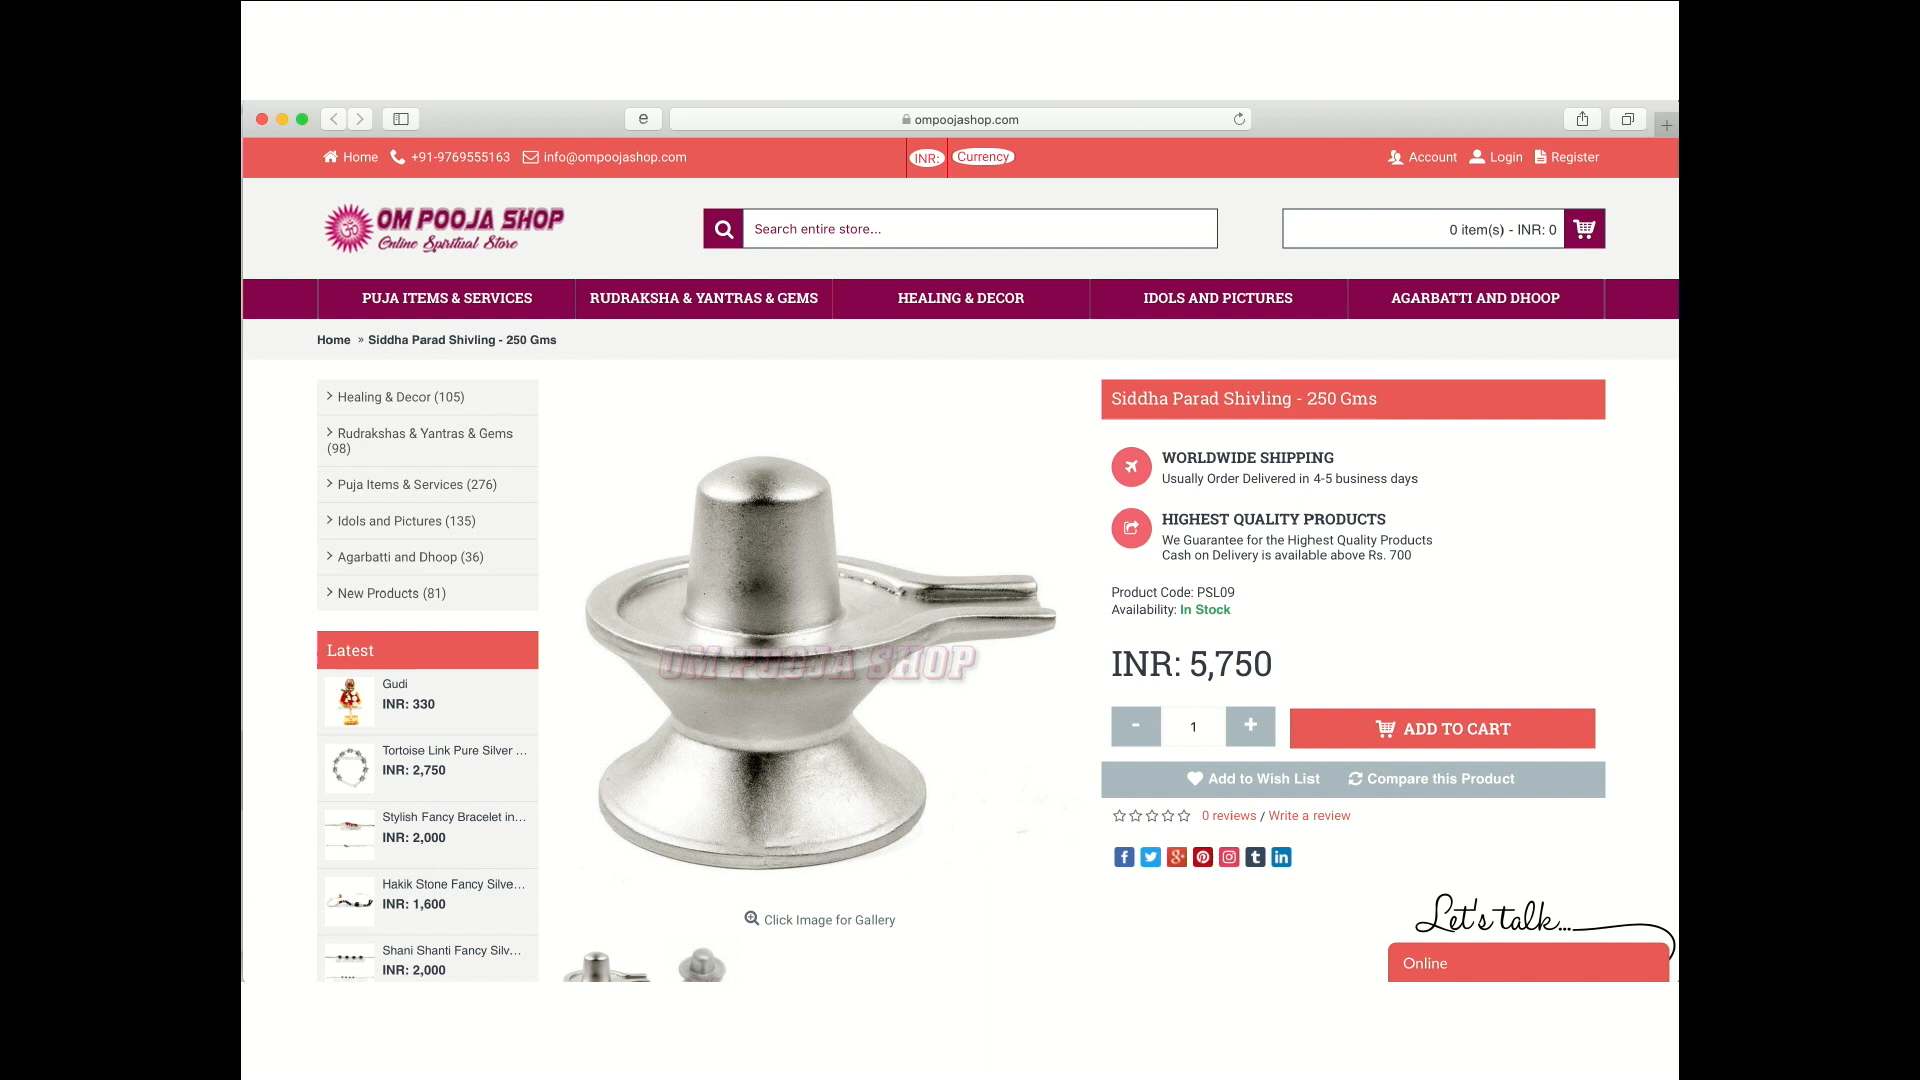 ompoojashop.com
Home +91-9769555163 info@ompoojashop.com INR: Currency Account Login Register
OM POOJA SHOP
Online Spiritual Store
Search entire store...
0 item(s) - INR: 0
PUJA ITEMS & SERVICES RUDRAKSHA & YANTRAS & GEMS HEALING & DECOR IDOLS AND PICTURES AGARBATTI AND DHOOP
Home » Siddha Parad Shivling - 250 Gms
Healing & Decor (105)
Rudrakshas & Yantras & Gems
(98)
Puja Items & Services (276)
Idols and Pictures (135)
Agarbatti and Dhoop (36)
New Products (81)
Latest
Gudi
INR: 330
Tortoise Link Pure Silver ...
INR: 2,750
Stylish Fancy Bracelet in...
INR: 2,000
Hakik Stone Fancy Silve...
INR: 1,600
Shani Shanti Fancy Silv...
INR: 2,000
OM POOJA SHOP
Click Image for Gallery
Siddha Parad Shivling - 250 Gms
WORLDWIDE SHIPPING
Usually Order Delivered in 4-5 business days
HIGHEST QUALITY PRODUCTS
We Guarantee for the Highest Quality Products
Cash on Delivery is available above Rs. 700
Product Code: PSL09
Availability: In Stock
INR: 5,750
- 1 + ADD TO CART
Add to Wish List Compare this Product
0 reviews / Write a review
Let's talk...
Online